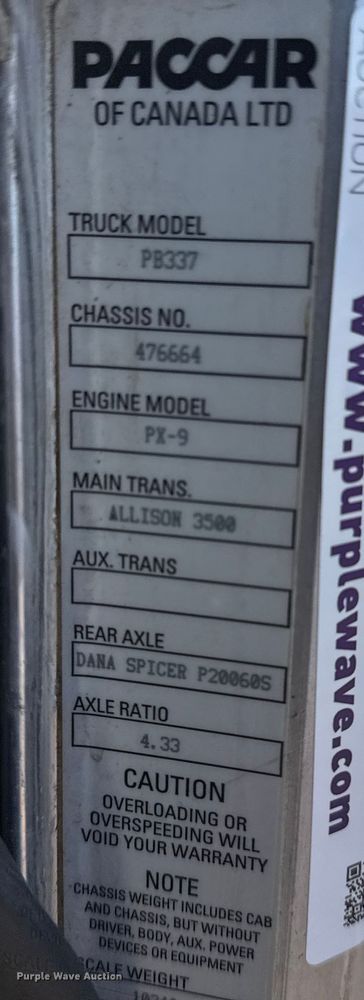 PACCAR
OF CANADA LTD
TRUCK MODEL
PB337
CHASSIS NO.
476664
ENGINE MODEL
PX-9
MAIN TRANS.
ALLISON 3500
AUX. TRANS
REAR AXLE
DANA SPICER P20060S
AXLE RATIO
4.33
CAUTION
OVERLOADING OR
OVERSPEEDING WILL
VOID YOUR WARRANTY
NOTE
CHASSIS WEIGHT INCLUDES CAB
AND CHASSIS, BUT WITHOUT
DRIVER, BODY, AUX. POWER
DEVICES OR EQUIPMENT
SCALE WEIGHT
www.purplewave.com
Purple Wave Auction